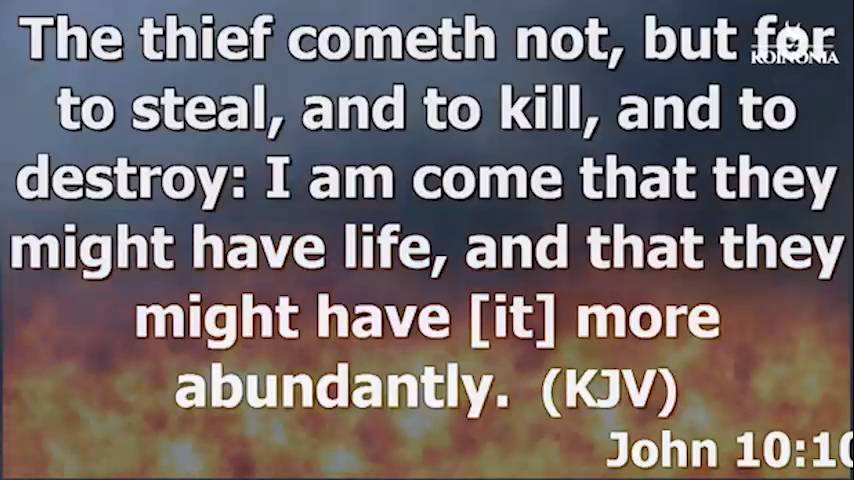 The thief cometh not, but for
to steal, and to kill, and to
destroy: I am come that they
might have life, and that they
might have [it] more
abundantly. (KJV)
John 10:10
KOINONIA